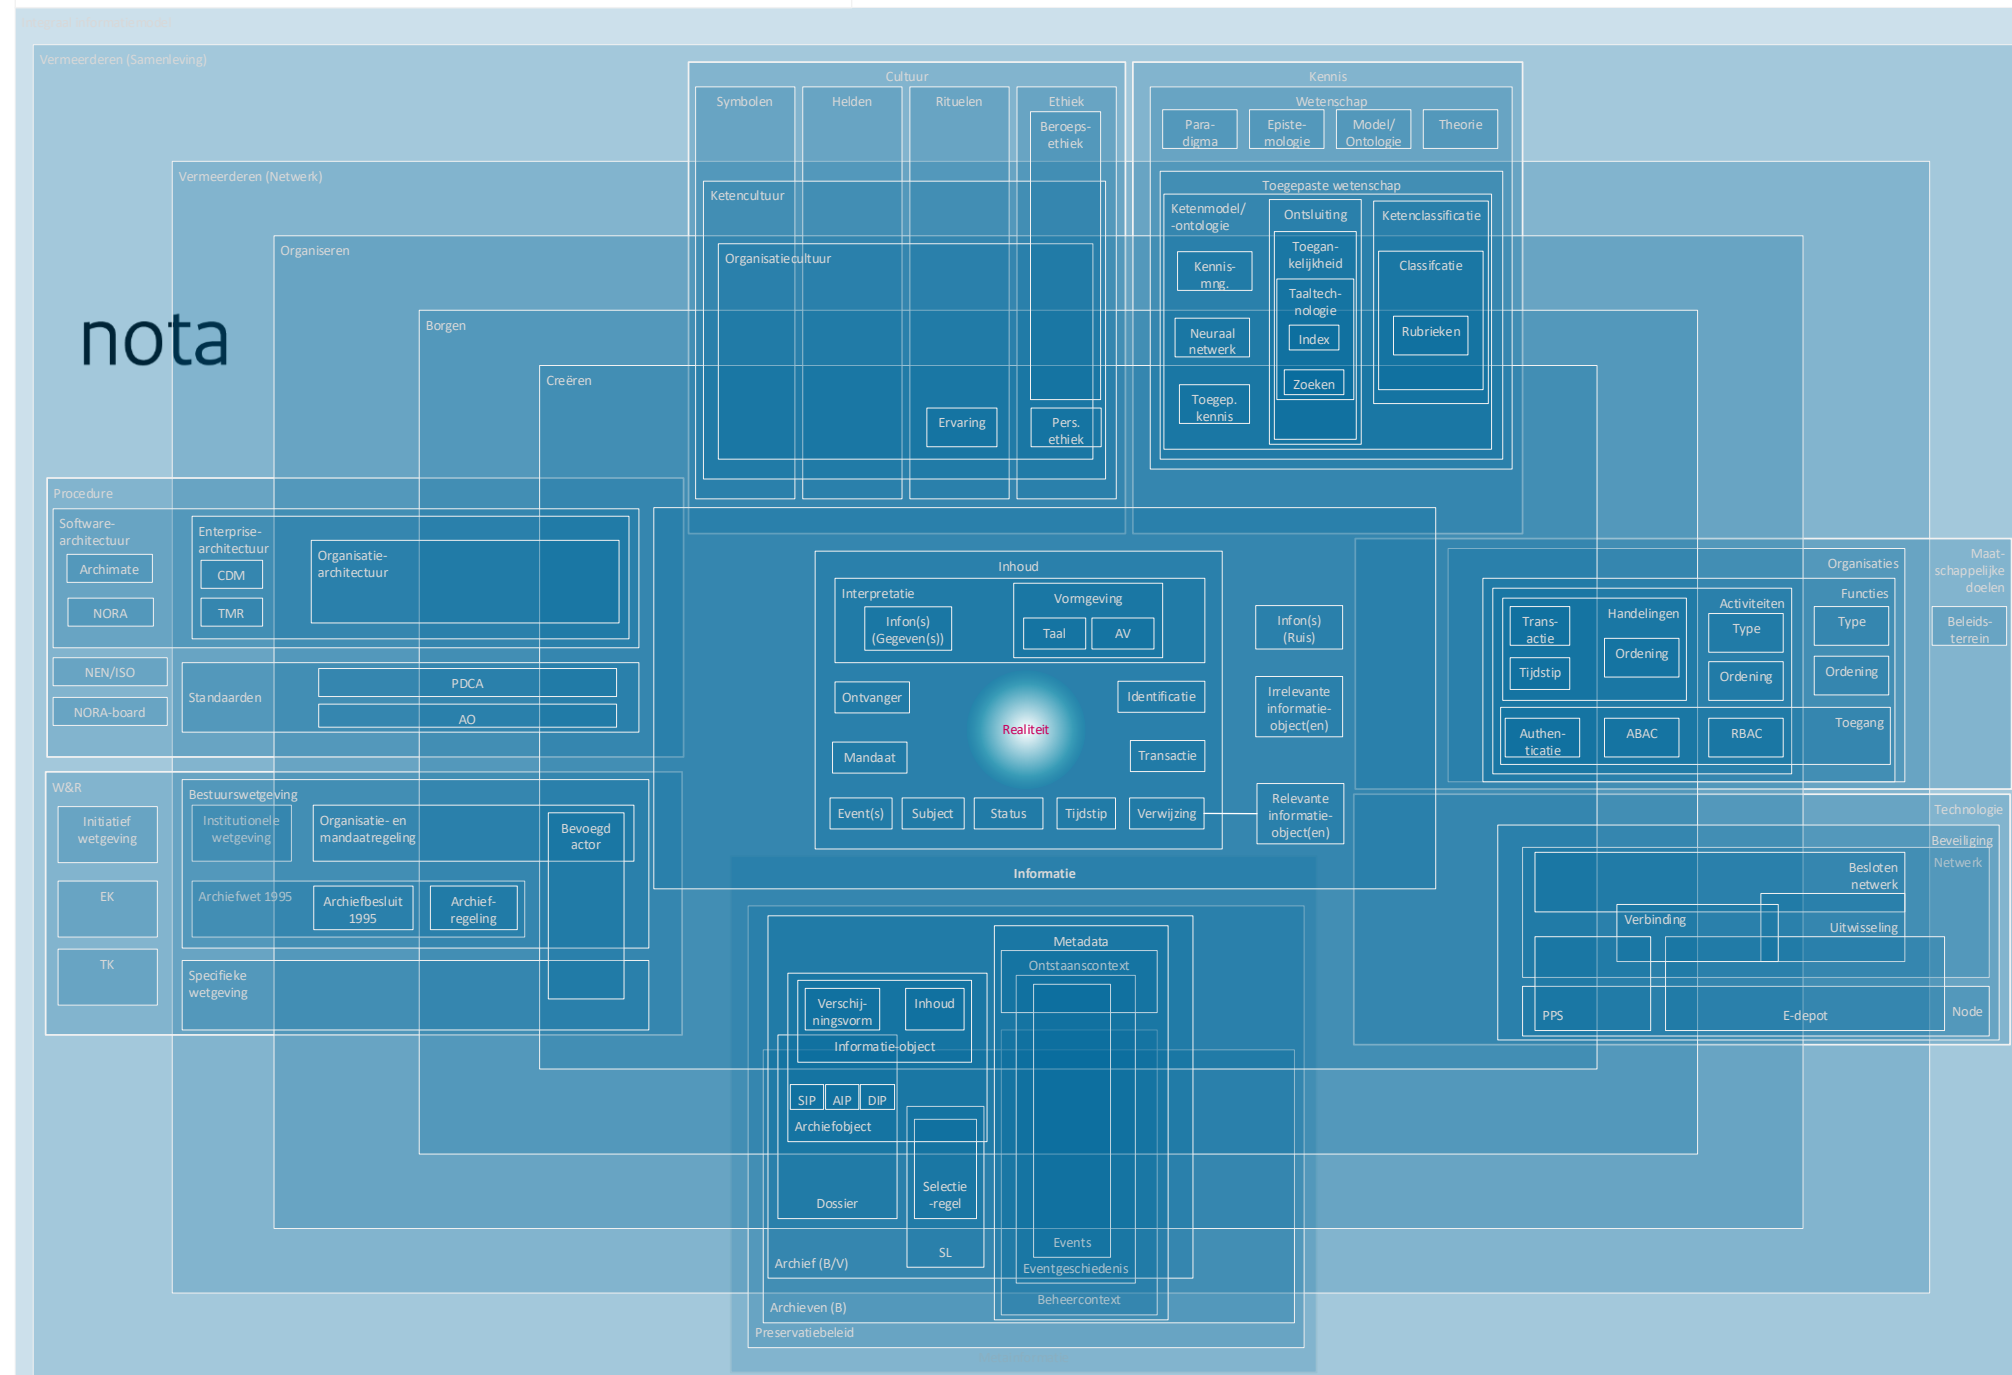 Vermeerderen (Samenleving)
Vermeerderen (Netwerk)
Organiseren
Borgen
Creëren
nota
Cultuur
Symbolen
Helden
Rituelen
Ethiek
Beroeps-
ethiek
Ketencultuur
Organisatiecultuur
Ervaring
Pers.
ethiek
Kennis
Wetenschap
Para-
digma
Episte-
mologie
Model/
Ontologie
Theorie
Toegepaste wetenschap
Ketenmodel/
-ontologie
Kennis-
mng.
Neuraal
netwerk
Toegep.
kennis
Ontsluiting
Toegan-
kelijkheid
Taaltech-
nologie
Index
Zoeken
Ketenclassificatie
Classifcatie
Rubrieken
Procedure
Software-
architectuur
Archimate
NORA
Enterprise-
architectuur
CDM
TMR
Organisatie-
architectuur
NEN/ISO
NORA-board
Standaarden
PDCA
AO
W&R
Initiatief
wetgeving
EK
TK
Bestuurswetgeving
Institutionele
wetgeving
Organisatie- en
mandaatregeling
Bevoegd
actor
Archiefwet 1995
Archiefbesluit
1995
Archief-
regeling
Specifieke
wetgeving
Inhoud
Interpretatie
Infon(s)
(Gegeven(s))
Vormgeving
Taal
AV
Ontvanger
Identificatie
Realiteit
Mandaat
Transactie
Event(s)
Subject
Status
Tijdstip
Verwijzing
Infon(s)
(Ruis)
Irrelevante
informatie-
object(en)
Relevante
informatie-
object(en)
Informatie
Maat-
schappelijke
doelen
Beleids-
terrein
Organisaties
Functies
Type
Ordening
Activiteiten
Type
Ordening
Handelingen
Ordening
Trans-
actie
Tijdstip
Toegang
Authen-
ticatie
ABAC
RBAC
Technologie
Beveiliging
Netwerk
Besloten
netwerk
Verbinding
Uitwisseling
PPS
E-depot
Node
Metadata
Ontstaanscontext
Verschij-
ningsvorm
Inhoud
Informatie-object
SIP
AIP
DIP
Archiefobject
Dossier
Selectie
-regel
SL
Events
Eventgeschiedenis
Beheercontext
Archief (B/V)
Archieven (B)
Preservatiebeleid